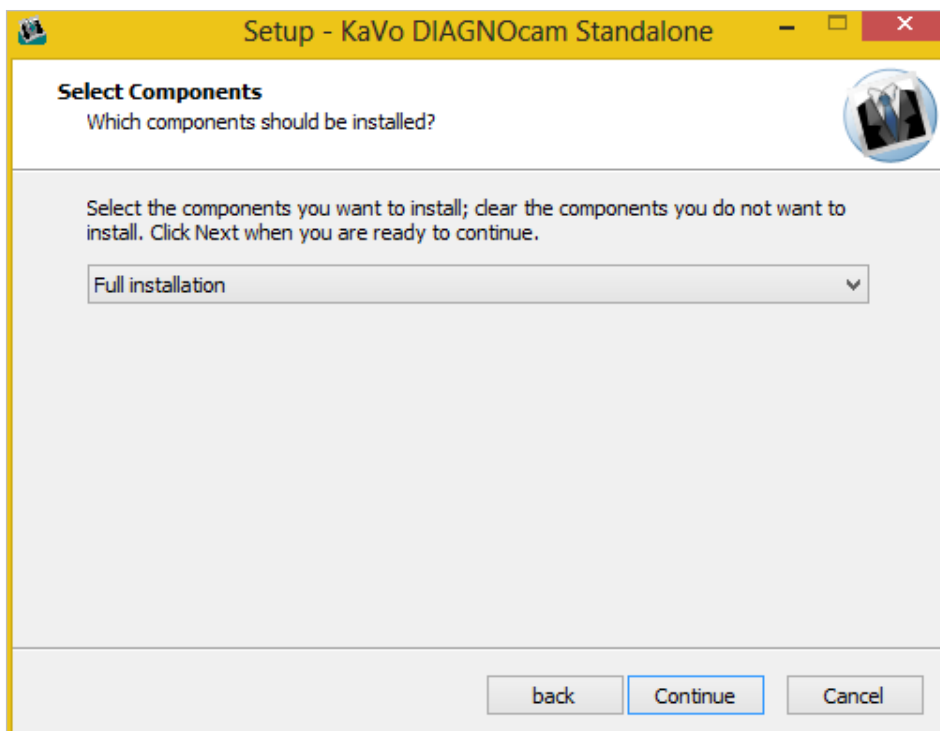 Setup - KaVo DIAGNOcam Standalone
Select Components
Which components should be installed?
Select the components you want to install; clear the components you do not want to
install. Click Next when you are ready to continue.
Full installation
back
Continue
Cancel